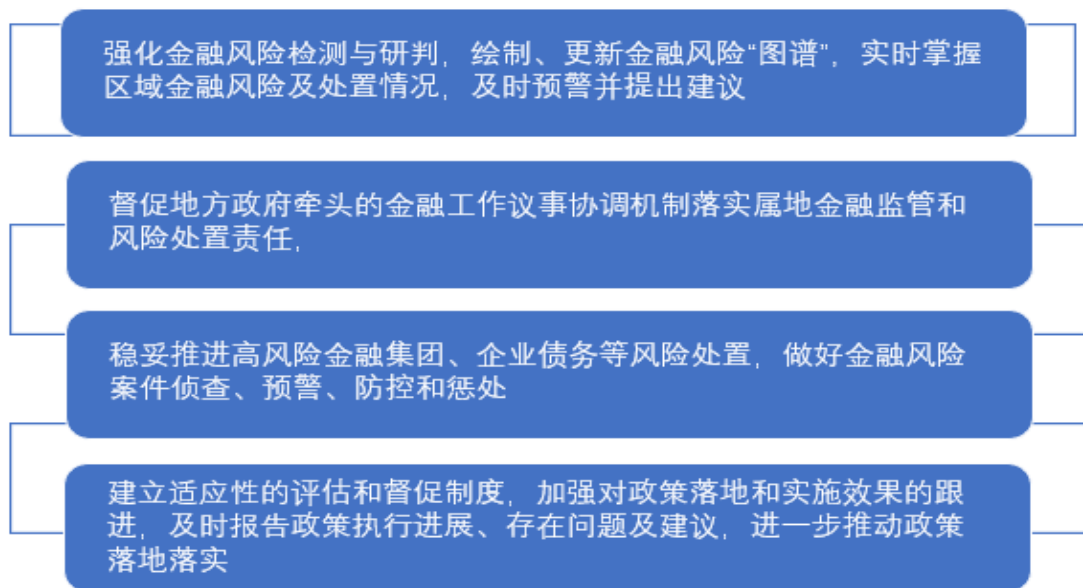 强化金融风险检测与研判，绘制、更新金融风险“图谱”，实时掌握
区域金融风险及处置情况，及时预警并提出建议
督促地方政府牵头的金融工作议事协调机制落实属地金融监管和
风险处置责任，
稳妥推进高风险金融集团、企业债务等风险处置，做好金融风险
案件侦查、预警、防控和惩处
建立适应性的评估和督促制度，加强对政策落地和实施效果的跟
进，及时报告政策执行进展、存在问题及建议，进一步推动政策
落地落实